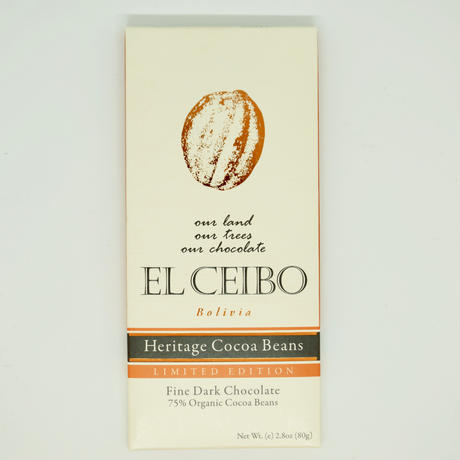 our land
our trees
our chocolate
EL CEIBO
Bolivia
Heritage Cocoa Beans
LIMITED EDITION
Fine Dark Chocolate
75% Organic Cocoa Beans
Net Wt. (e) 2.8oz (80g)